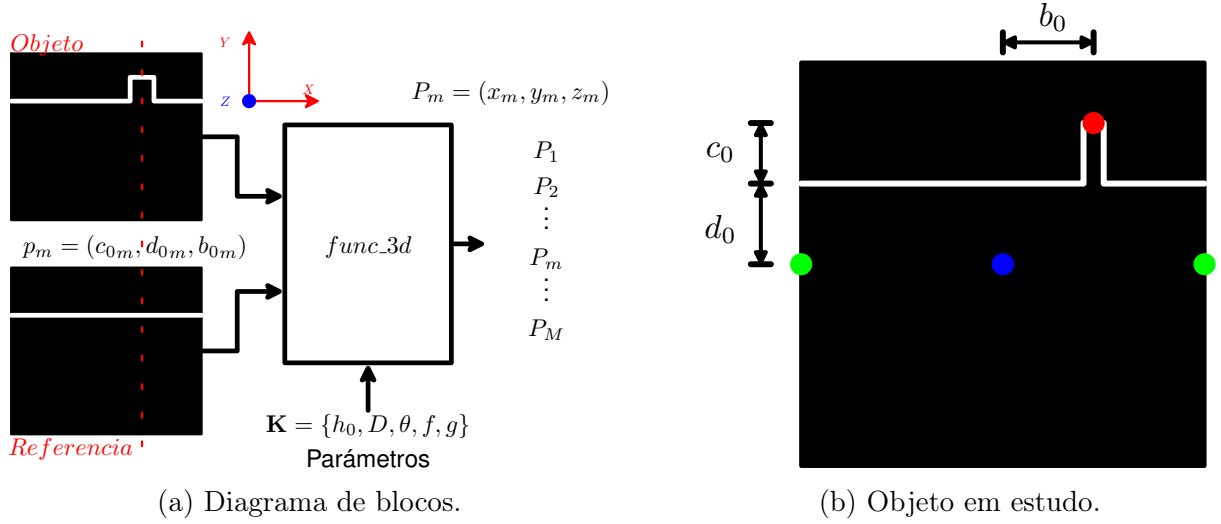 Objeto
Y
X
Z
P_m = (x_m, y_m, z_m)
P_1
P_2
⋮
P_m
⋮
P_M
p_m = (c_{0m}, d_{0m}, b_{0m})
func_3d
Referencia
K = {h_0, D, θ, f, g}
Parámetros
(a) Diagrama de blocos.
b_0
c_0
d_0
(b) Objeto em estudo.